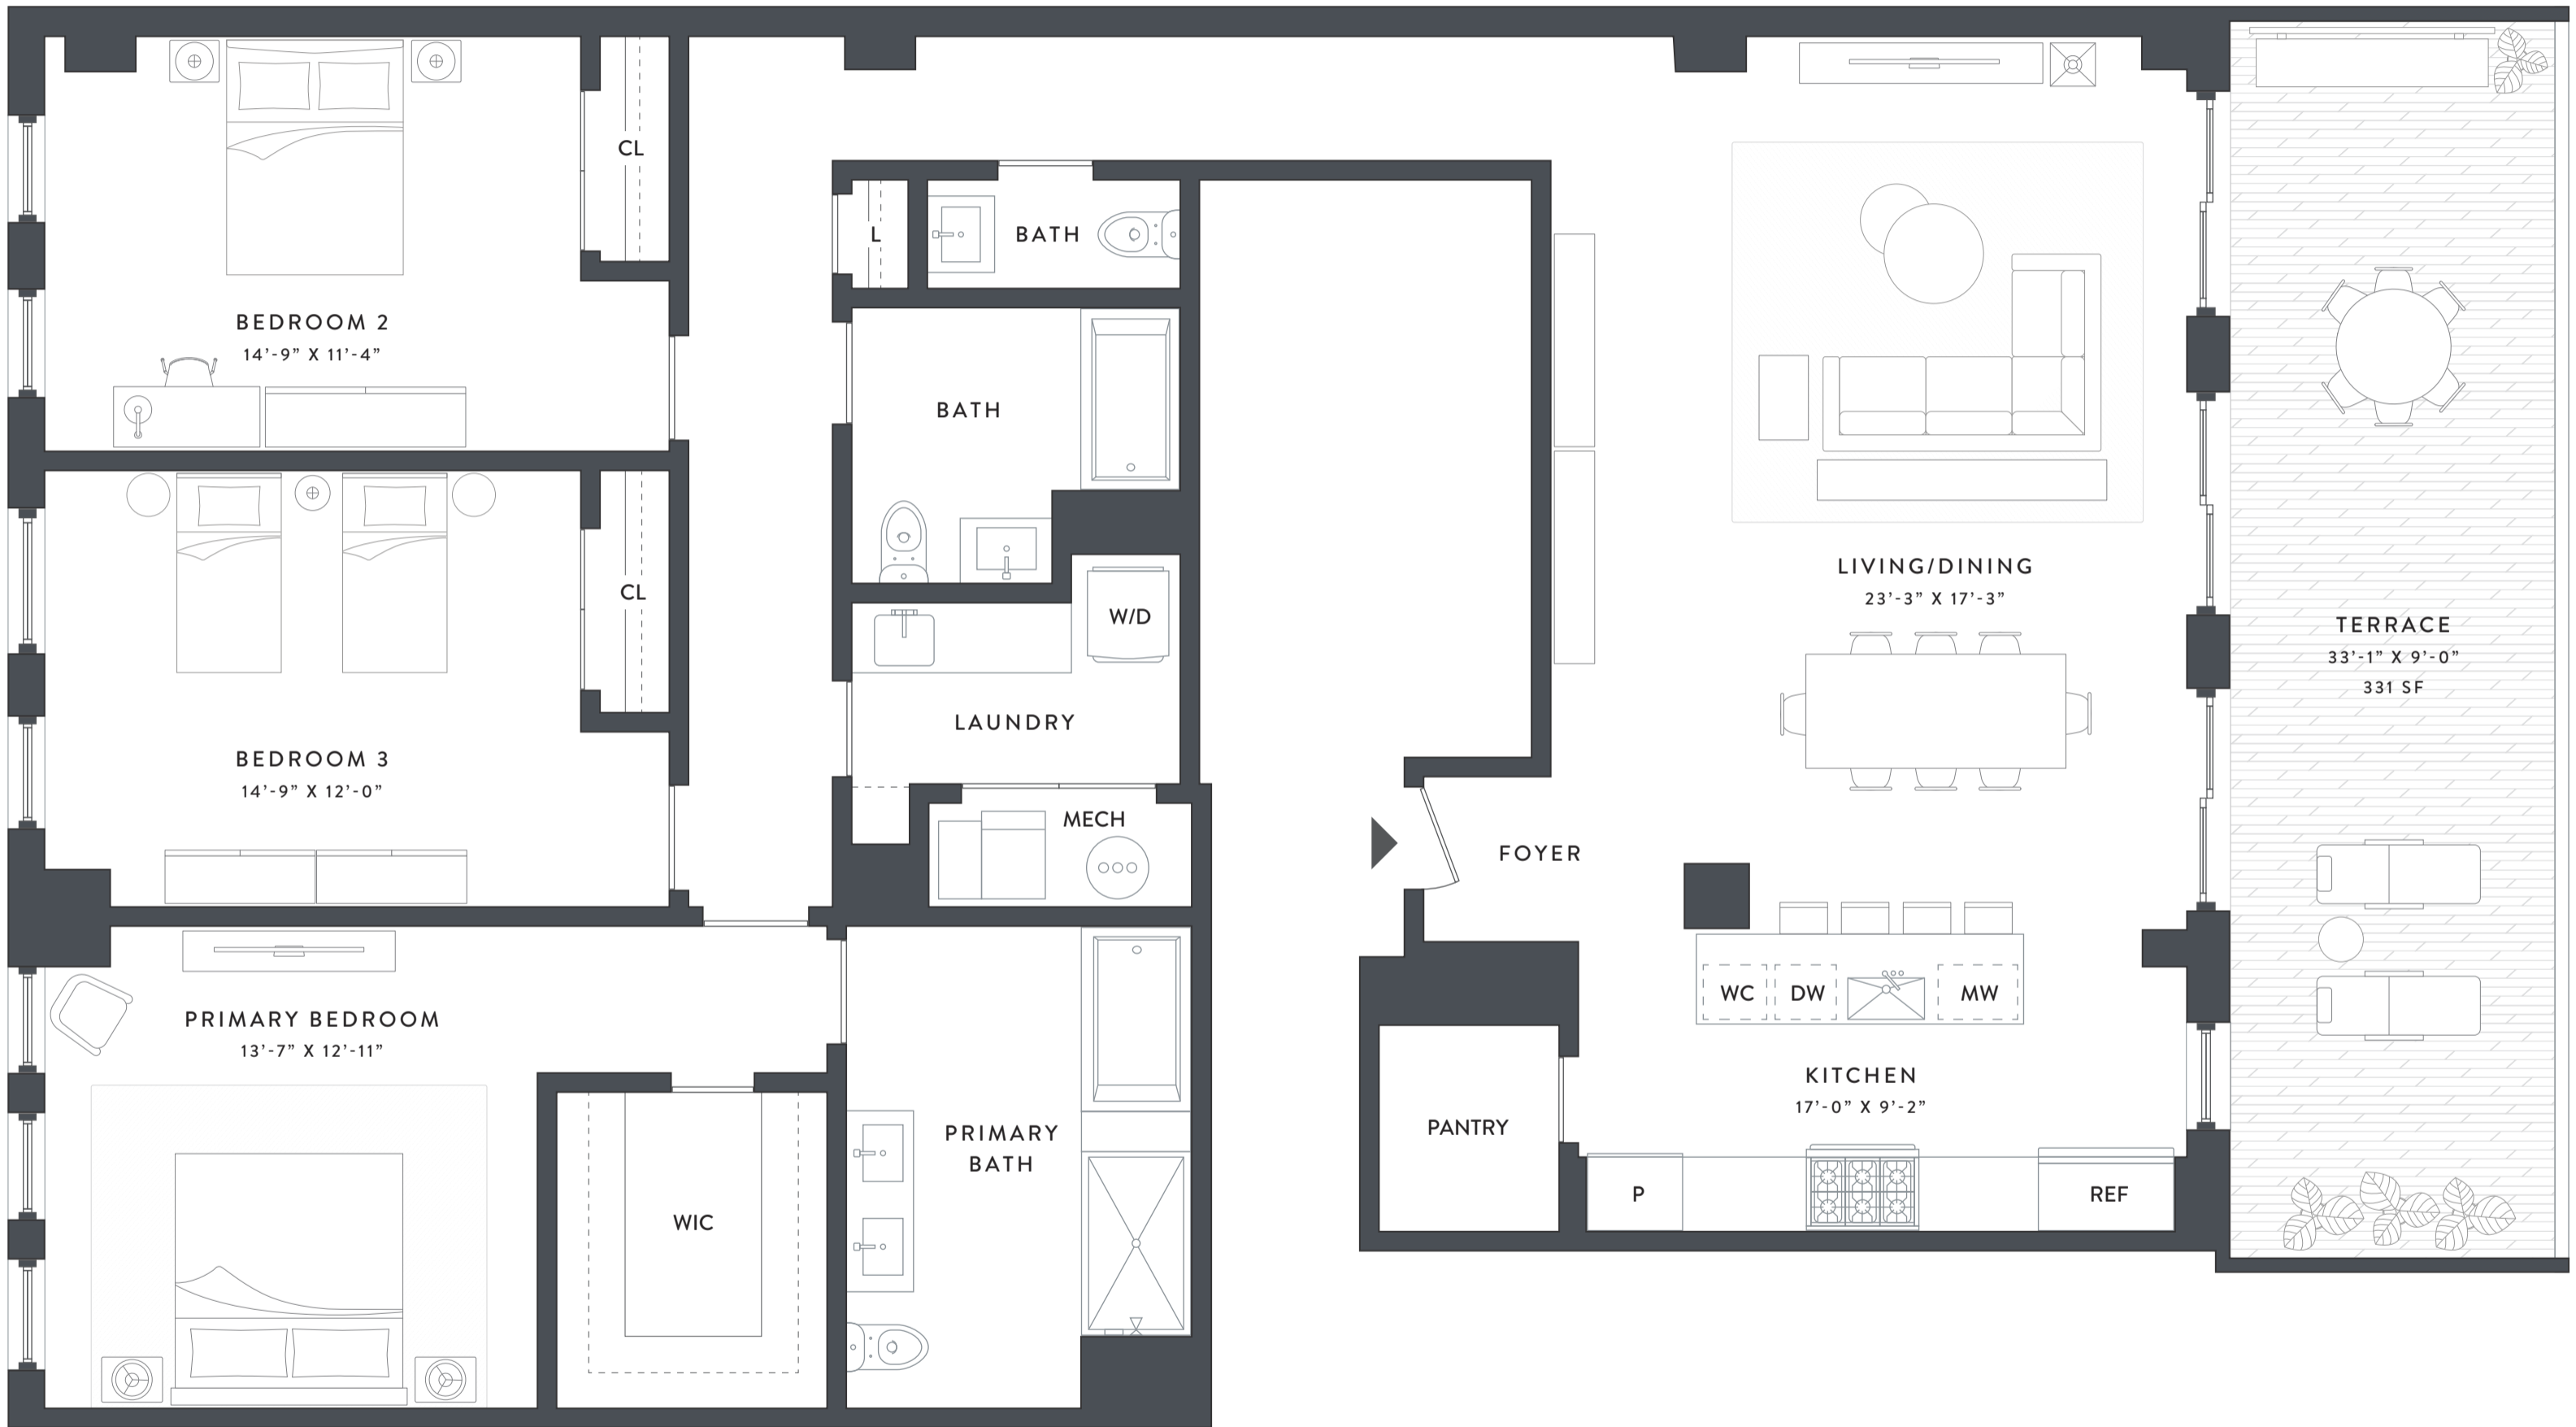 BEDROOM 2
14’-9” X 11’-4”
CL
L
BATH
BATH
W/D
LAUNDRY
MECH
BEDROOM 3
14’-9” X 12’-0”
CL
PRIMARY BEDROOM
13’-7” X 12’-11”
WIC
PRIMARY
BATH
LIVING/DINING
23’-3” X 17’-3”
TERRACE
33’-1” X 9’-0”
331 SF
FOYER
WC
DW
MW
KITCHEN
17’-0” X 9’-2”
PANTRY
P
REF